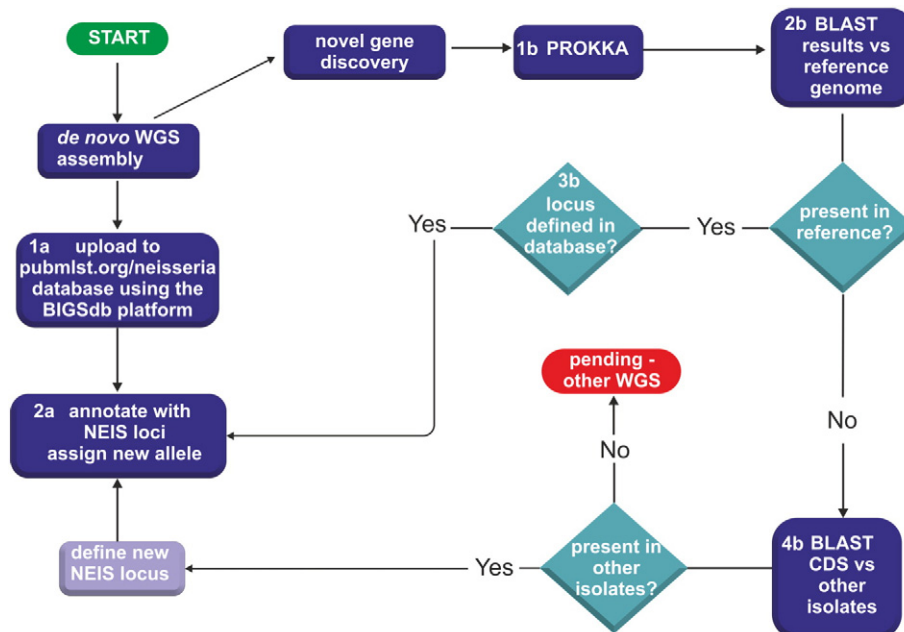 START
novel gene
discovery
1b PROKKA
2b BLAST
results vs
reference
genome
de novo WGS
assembly
3b
locus
defined in
database?
Yes
Yes
present in
reference?
1a upload to
pubmlst.org/neisseria
database using the
BIGSdb platform
pending -
other WGS
2a annotate with
NEIS loci
assign new allele
No
No
define new
NEIS locus
Yes
present in
other
isolates?
4b BLAST
CDS vs
other
isolates